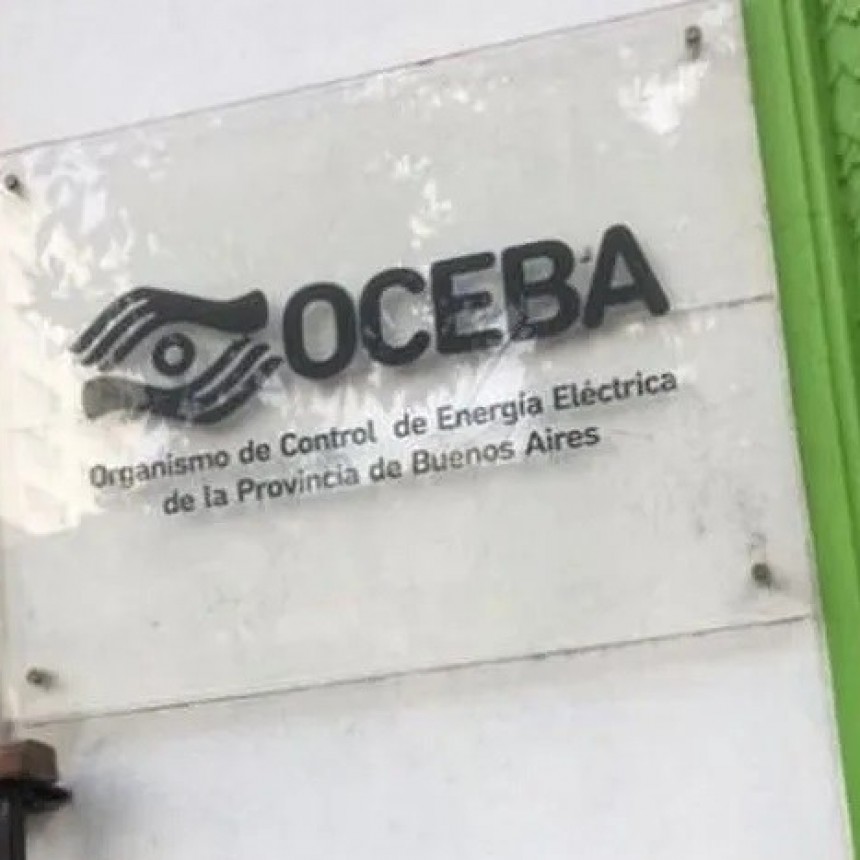 OCEBA
Organismo de Control de Energía Eléctrica
de la Provincia de Buenos Aires